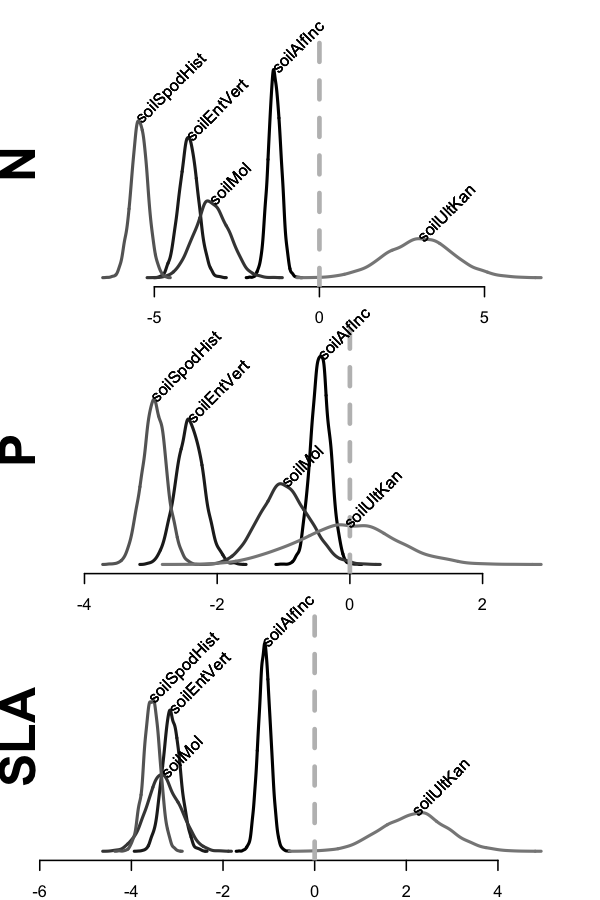 N
soilSpodHist
soilEntVert
soilMol
soilAlfInc
soilUltKan
-5 0 5
P
soilSpodHist
soilEntVert
soilMol
soilAlfInc
soilUltKan
-4 -2 0 2
SLA
soilSpodHist
soilEntVert
soilMol
soilAlfInc
soilUltKan
-6 -4 -2 0 2 4